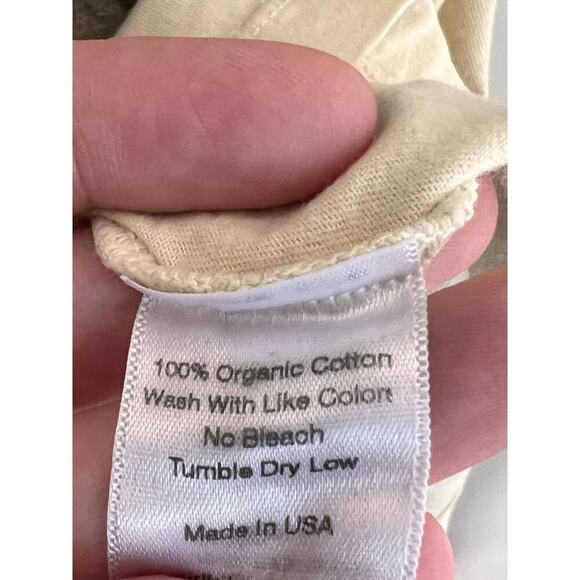 100% Organic Cotton
Wash With Like Colors
No Bleach
Tumble Dry Low
Made In USA